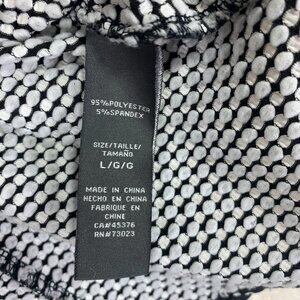 95%POLYESTER
5%SPANDEX
SIZE/TAILLE/
TAMAÑO
L/G/G
MADE IN CHINA
HECHO EN CHINA
FABRIQUE EN
CHINE
CA#45376
RN#73023